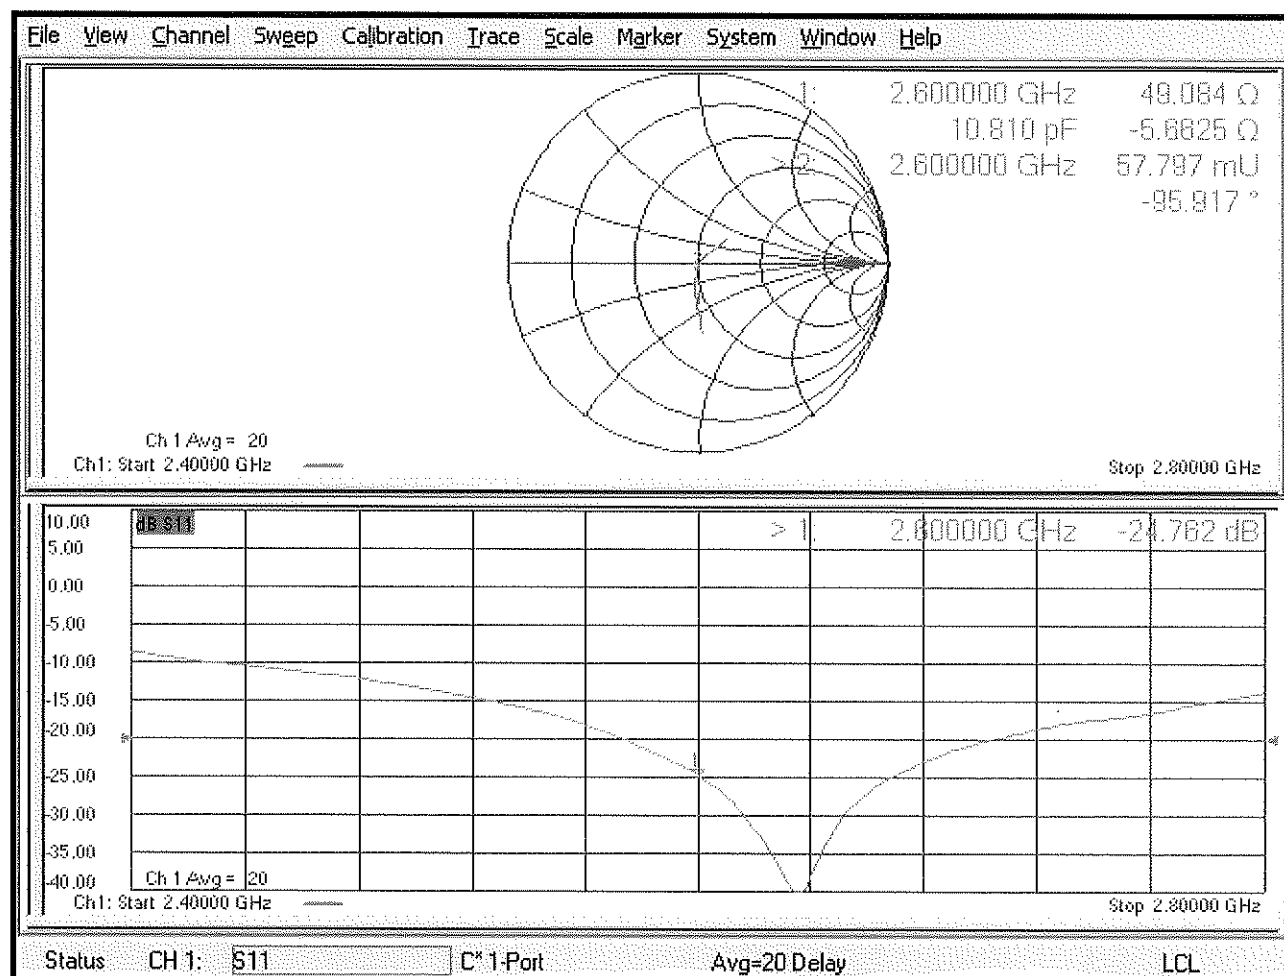 File View Channel Sweep Calibration Trace Scale Marker System Window Help
1: 2.600000 GHz 49.084 Ω
10.810 pF -5.6625 Ω
> 2: 2.600000 GHz 57.797 mU
-95.917 °
Ch 1 Avg = 20
Ch1: Start 2.40000 GHz
Stop 2.80000 GHz
10.00
dB S11
> 1: 2.600000 GHz -24.762 dB
5.00
0.00
-5.00
-10.00
-15.00
-20.00
-25.00
-30.00
-35.00
-40.00
Ch 1 Avg = 20
Ch1: Start 2.40000 GHz
Stop 2.80000 GHz
Status CH 1: S11 C* 1-Port Avg=20 Delay LCL